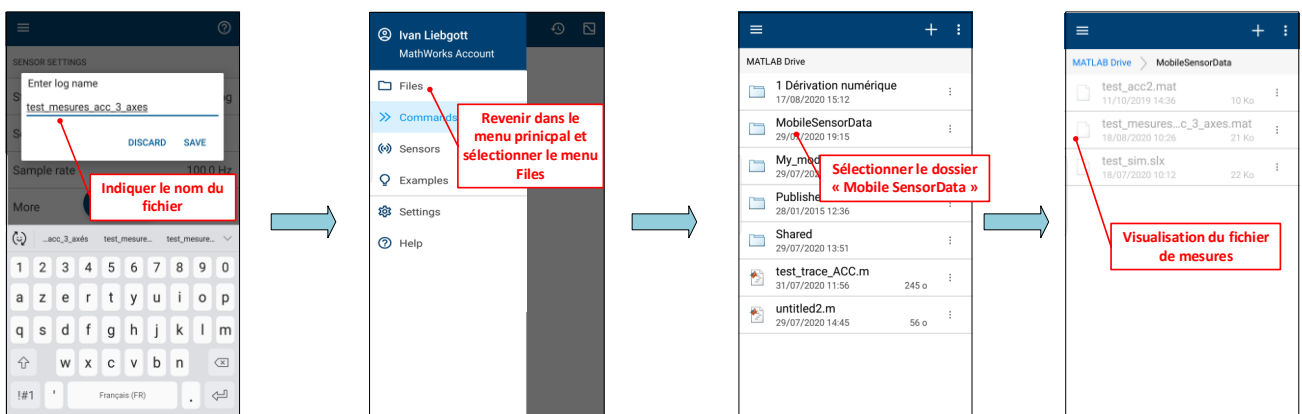 SENSOR SETTINGS
Enter log name
test_mesures_acc_3_axes
DISCARD SAVE
Sample rate 100.0 Hz
Indiquer le nom du
fichier
More
...acc_3_axés test_mesure... test_mesure...
1 2 3 4 5 6 7 8 9 0
a z e r t y u i o p
q s d f g h j k l m
w x c v b n
!#1 ' Français (FR) .
Ivan Liebgott
MathWorks Account
Files
Commands
Sensors
Examples
Settings
Help
Revenir dans le
menu prinicpal et
sélectionner le menu
Files
MATLAB Drive
1 Dérivation numérique
17/08/2020 15:12
MobileSensorData
29/07/2020 19:15
My_mod
29/07/202
Sélectionner le dossier
« Mobile SensorData »
Publishe
28/01/2015 12:36
Shared
29/07/2020 13:51
test_trace_ACC.m
31/07/2020 11:56 245 o
untitled2.m
29/07/2020 14:45 56 o
MATLAB Drive > MobileSensorData
test_acc2.mat
11/10/2019 14:36 10 Ko
test_mesures...c_3_axes.mat
18/08/2020 10:26 21 Ko
test_sim.slx
18/07/2020 10:12 22 Ko
Visualisation du fichier
de mesures